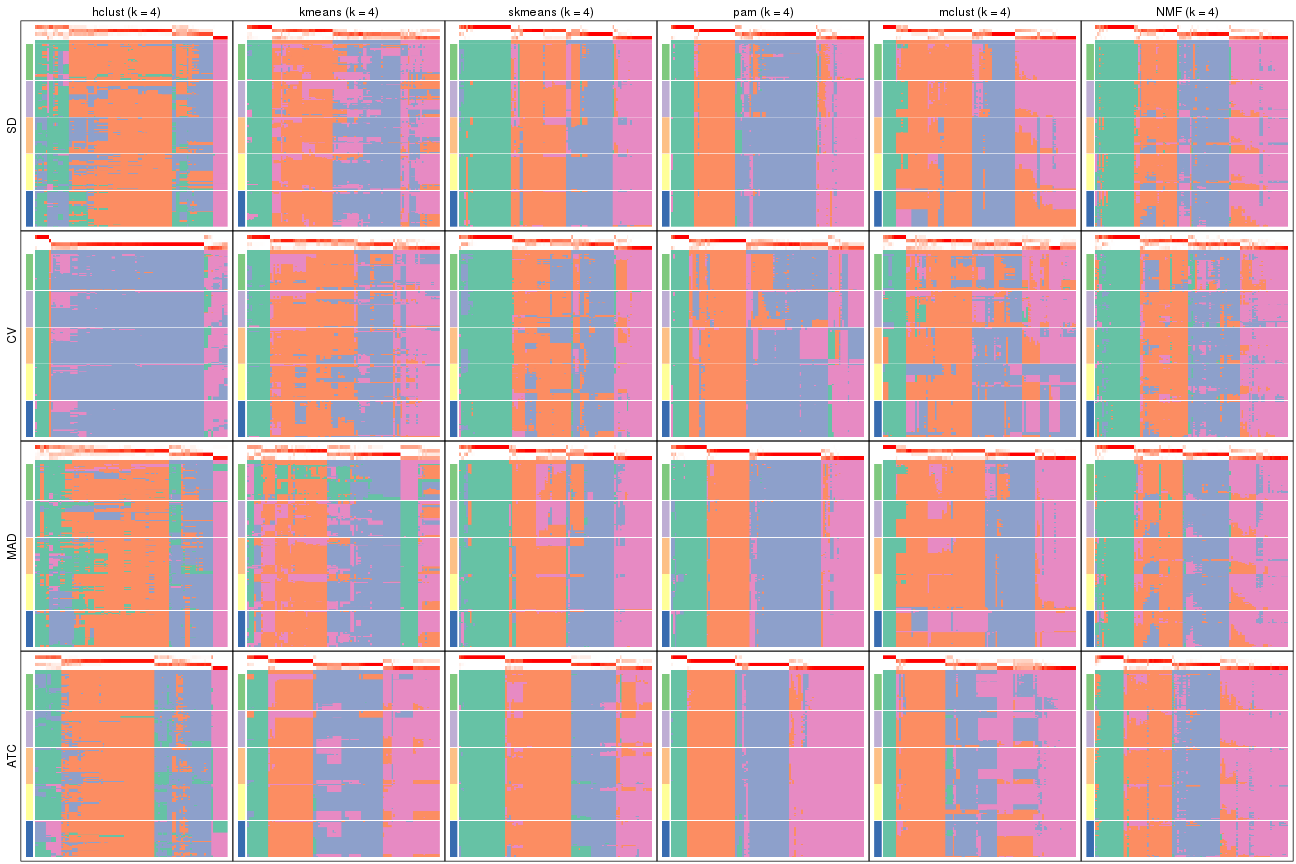 hclust (k = 4) kmeans (k = 4) skmeans (k = 4) pam (k = 4) mclust (k = 4) NMF (k = 4)
SD
CV
MAD
ATC